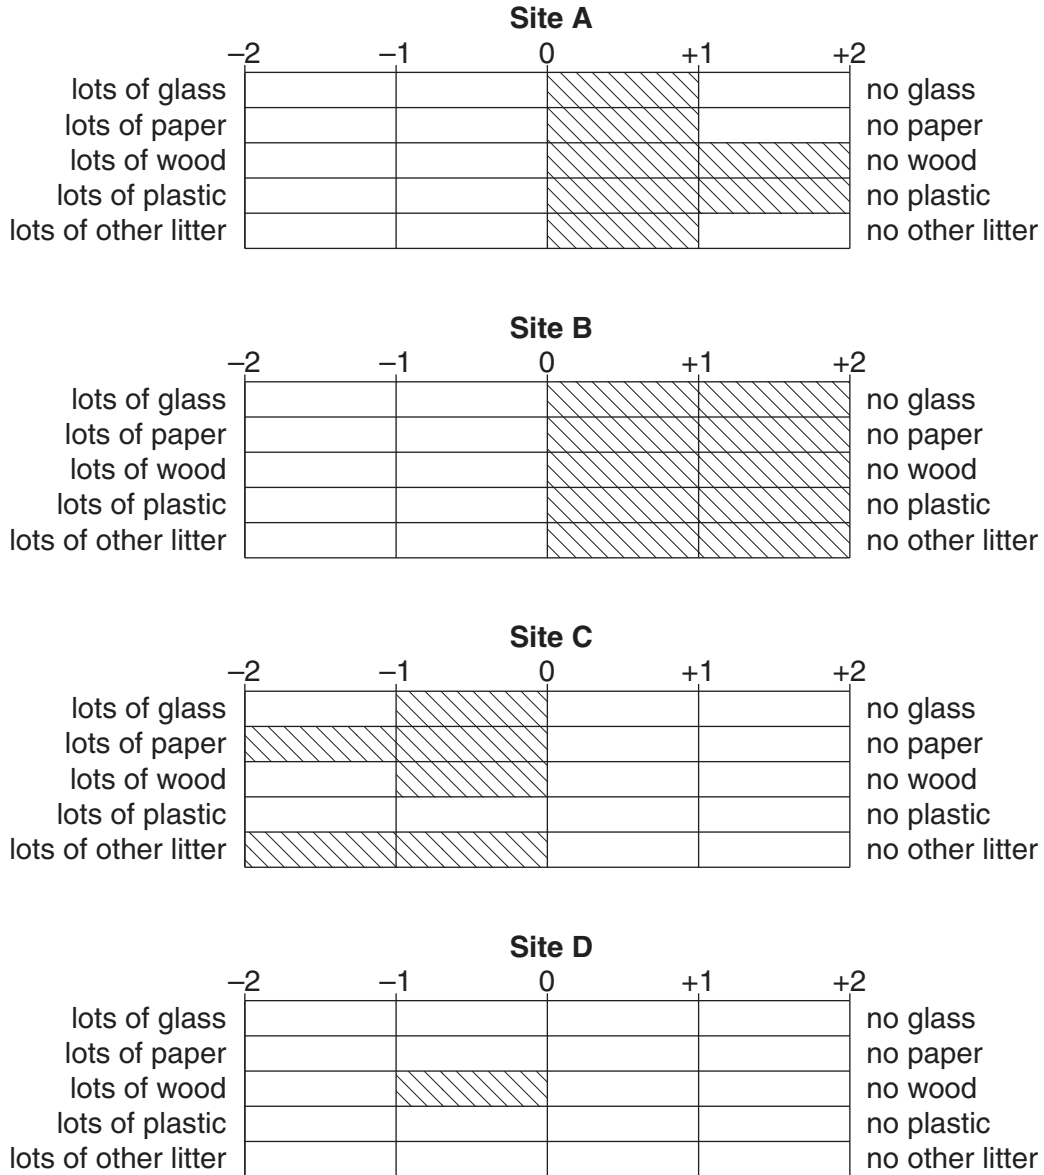 Site A
–2 –1 0 +1 +2
lots of glass no glass
lots of paper no paper
lots of wood no wood
lots of plastic no plastic
lots of other litter no other litter
Site B
–2 –1 0 +1 +2
lots of glass no glass
lots of paper no paper
lots of wood no wood
lots of plastic no plastic
lots of other litter no other litter
Site C
–2 –1 0 +1 +2
lots of glass no glass
lots of paper no paper
lots of wood no wood
lots of plastic no plastic
lots of other litter no other litter
Site D
–2 –1 0 +1 +2
lots of glass no glass
lots of paper no paper
lots of wood no wood
lots of plastic no plastic
lots of other litter no other litter